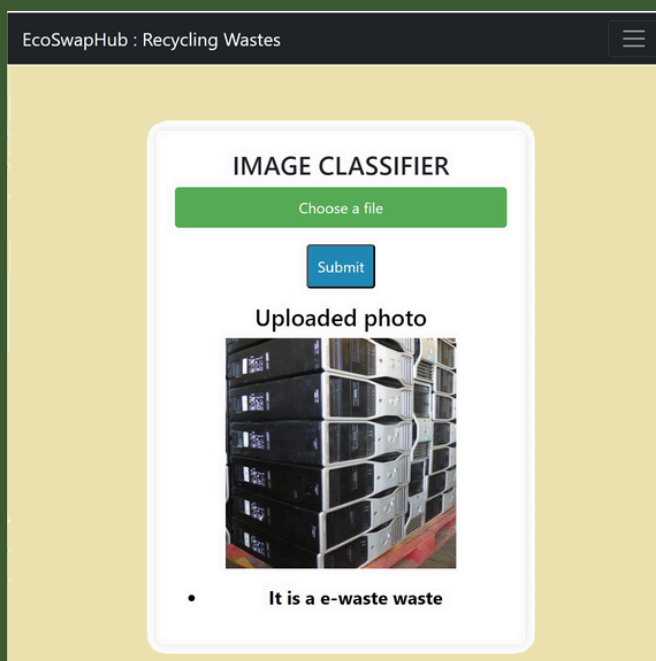 EcoSwapHub : Recycling Wastes
IMAGE CLASSIFIER
Choose a file
Submit
Uploaded photo
It is a e-waste waste